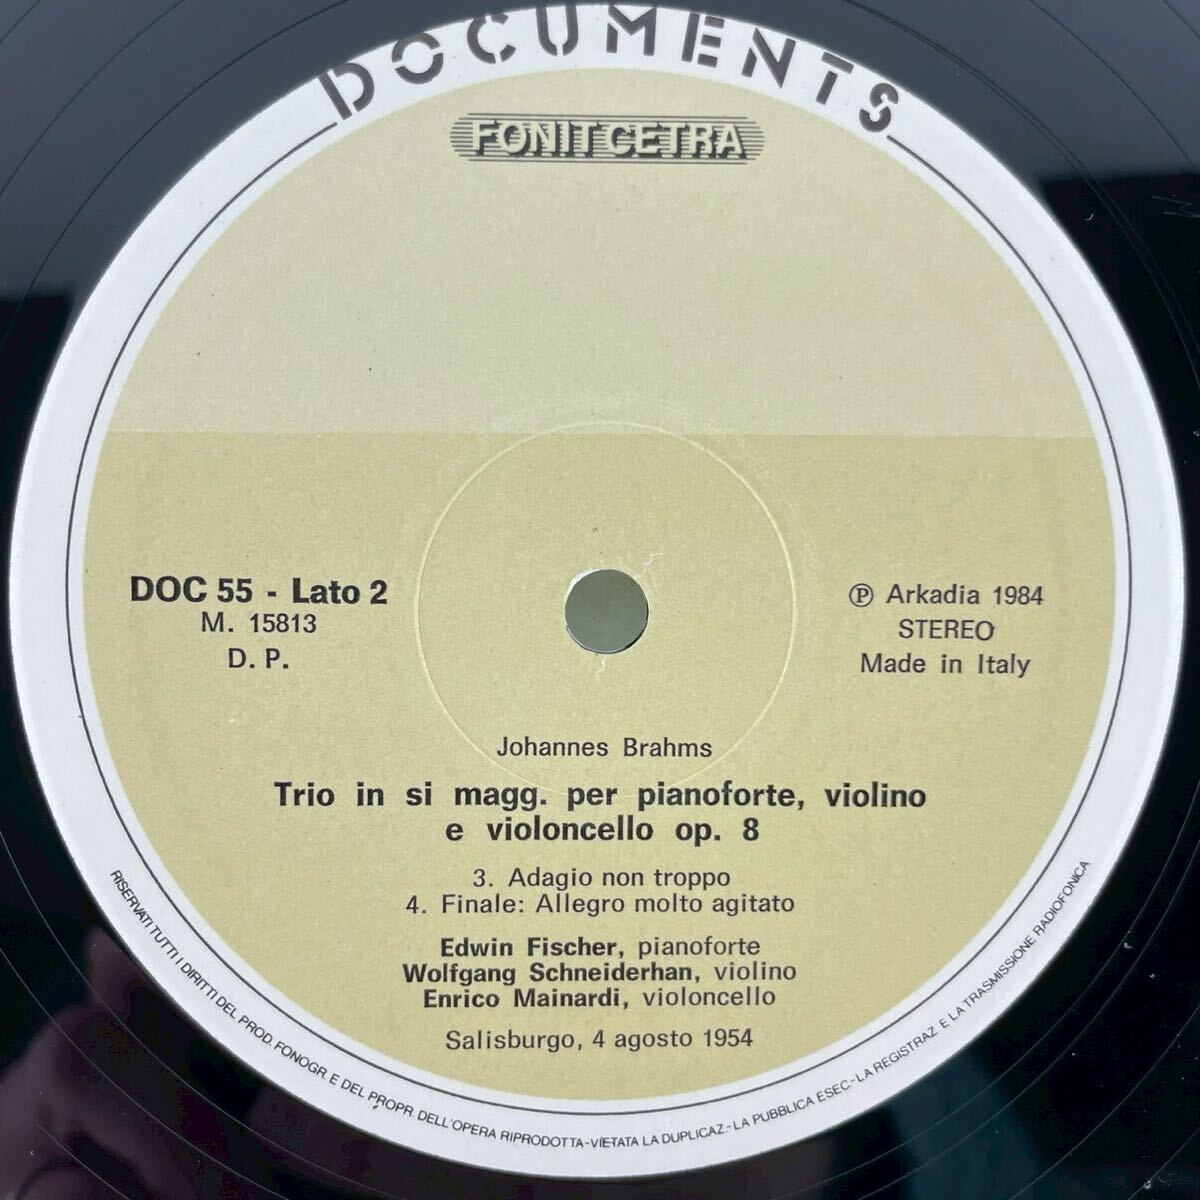 DOCUMENTS
FONIT CETRA
DOC 55 - Lato 2
M. 15813
D. P.
Ⓟ Arkadia 1984
STEREO
Made in Italy
Johannes Brahms
Trio in si magg. per pianoforte, violino
e violoncello op. 8
3. Adagio non troppo
4. Finale: Allegro molto agitato
Edwin Fischer, pianoforte
Wolfgang Schneiderhan, violino
Enrico Mainardi, violoncello
Salisburgo, 4 agosto 1954
RISERVATI TUTTI I DIRITTI DEL PROD. FONOGR. E DEL PROPR. DELL'OPERA RIPRODOTTA-VIETATA LA DUPLICAZ.-LA PUBBLICA ESEC.-LA REGISTRAZ. E LA TRASMISSIONE RADIOFONICA